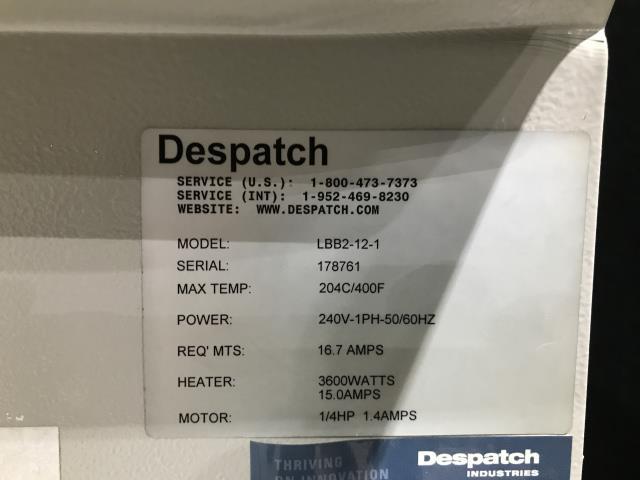 Despatch
SERVICE (U.S.): 1-800-473-7373
SERVICE (INT): 1-952-469-8230
WEBSITE: WWW.DESPATCH.COM
MODEL: LBB2-12-1
SERIAL: 178761
MAX TEMP: 204C/400F
POWER: 240V-1PH-50/60HZ
REQ' MTS: 16.7 AMPS
HEATER: 3600WATTS
15.0AMPS
MOTOR: 1/4HP 1.4AMPS
THRIVING
ON INNOVATION
Despatch
INDUSTRIES